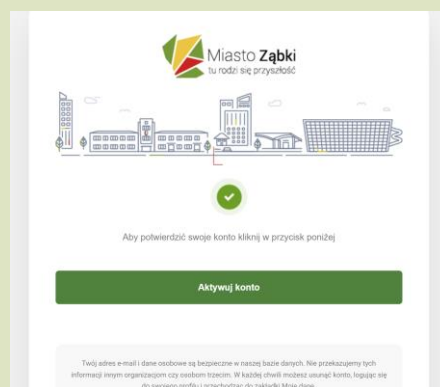 Miasto Ząbki
tu rodzi się przyszłość
Aby potwierdzić swoje konto kliknij w przycisk poniżej
Aktywuj konto
Twój adres e-mail i dane osobowe są bezpieczne w naszej bazie danych. Nie przekazujemy tych
informacji innym organizacjom czy osobom trzecim. W każdej chwili możesz usunąć konto, logując się
do swojego profilu i przechodząc do zakładki Moje dane